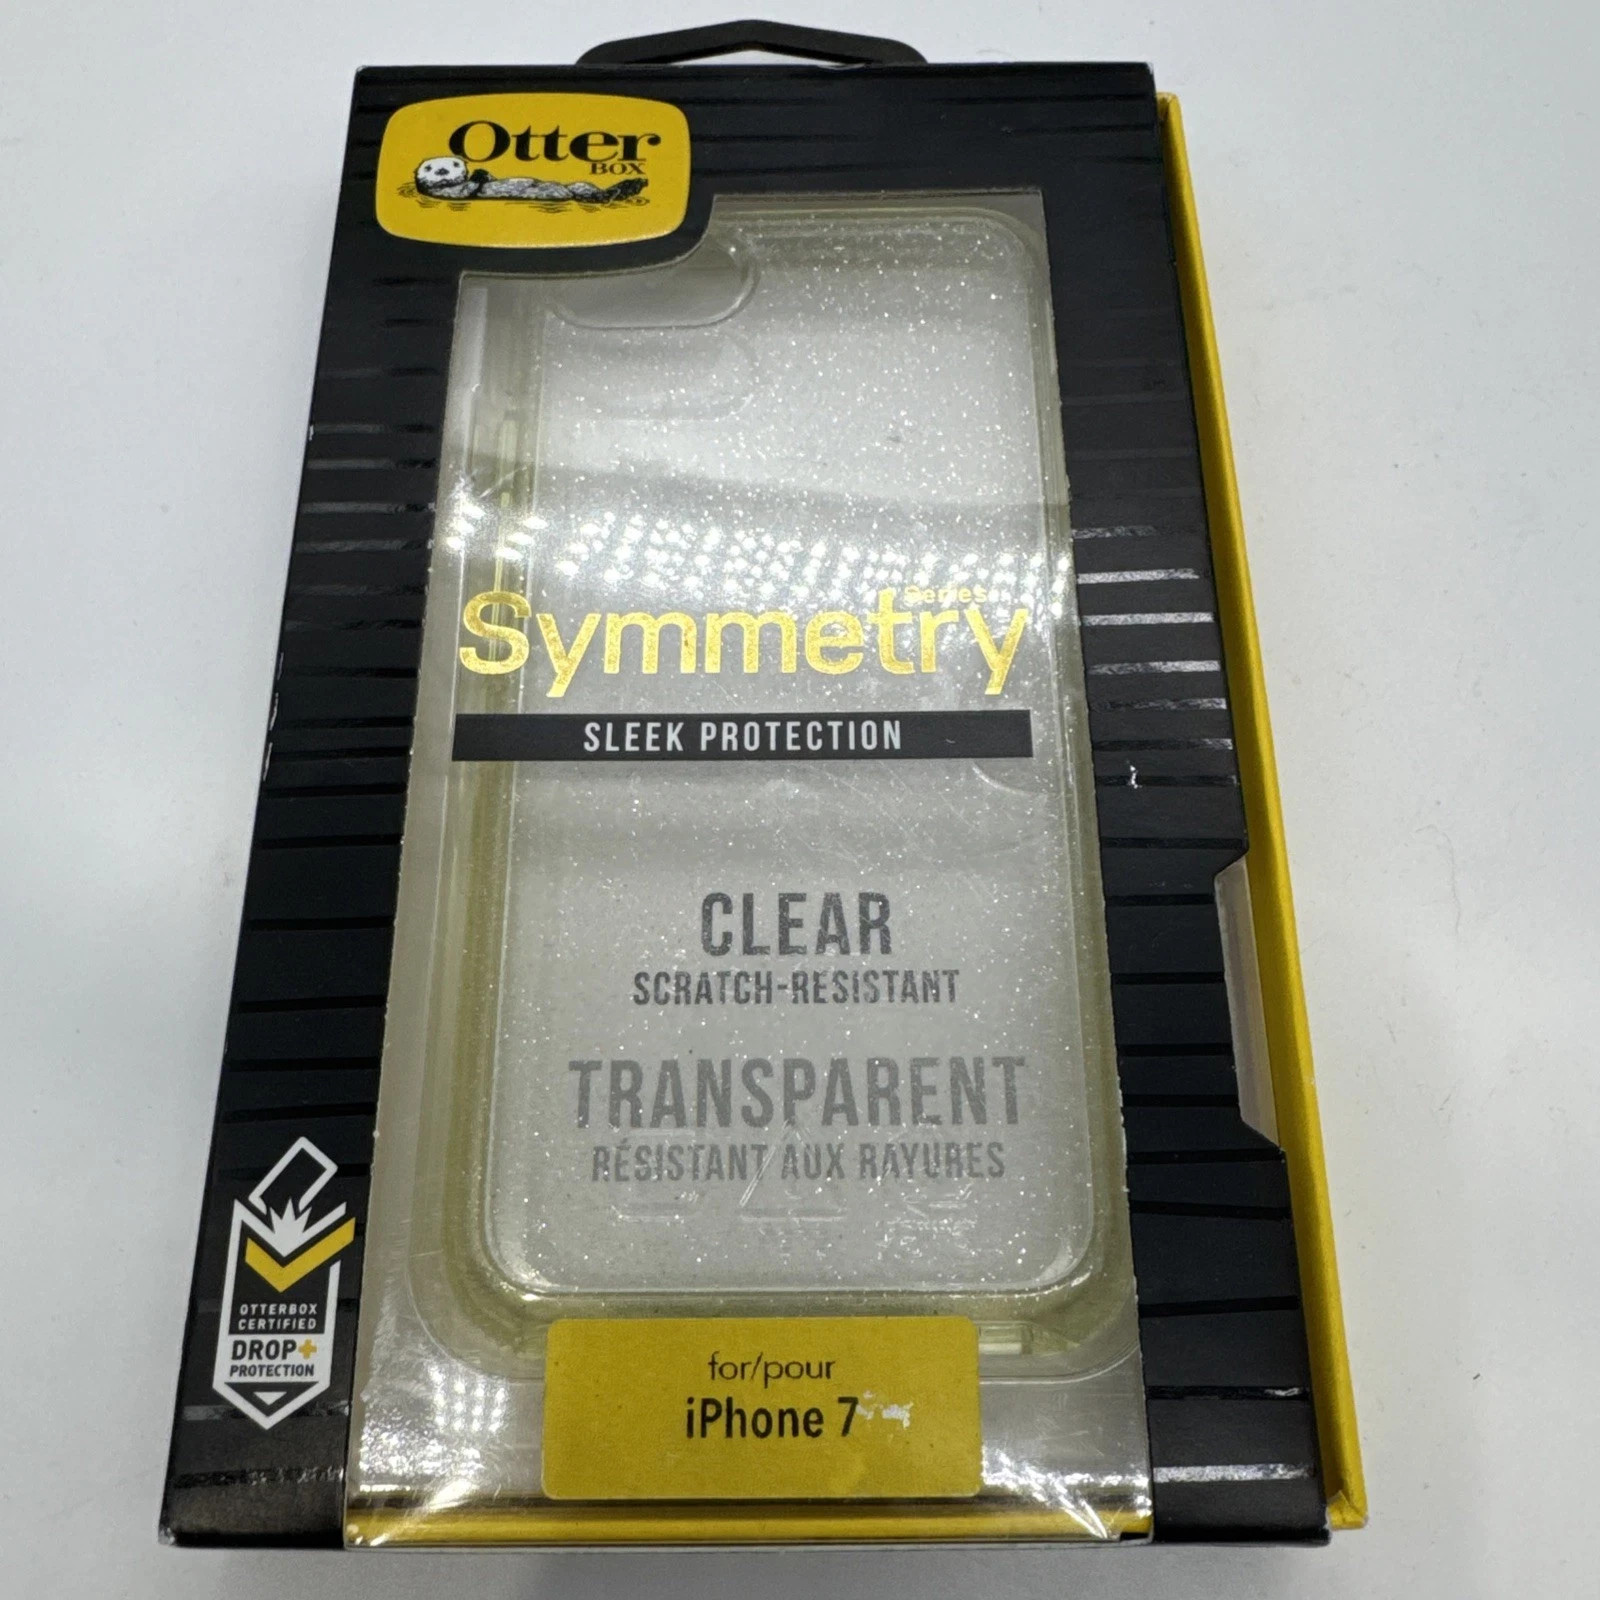 Otter
BOX
Series
Symmetry
SLEEK PROTECTION
CLEAR
SCRATCH-RESISTANT
TRANSPARENT
RÉSISTANT AUX RAYURES
OTTERBOX
CERTIFIED
DROP+
PROTECTION
for/pour
iPhone 7